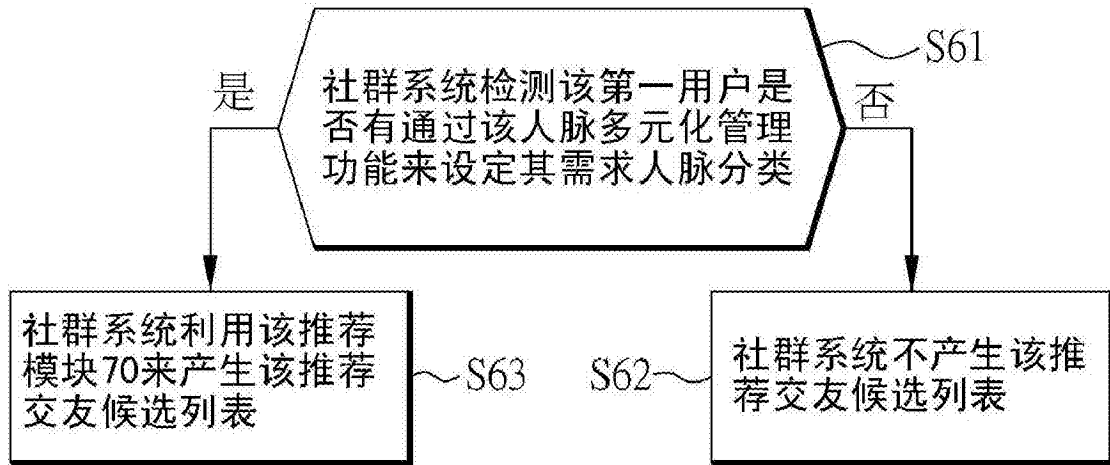 S61
社群系统检测该第一用户是
否有通过该人脉多元化管理
功能来设定其需求人脉分类
是
否
社群系统利用该推荐
模块70来产生该推荐
交友候选列表
S63
S62
社群系统不产生该推
荐交友候选列表